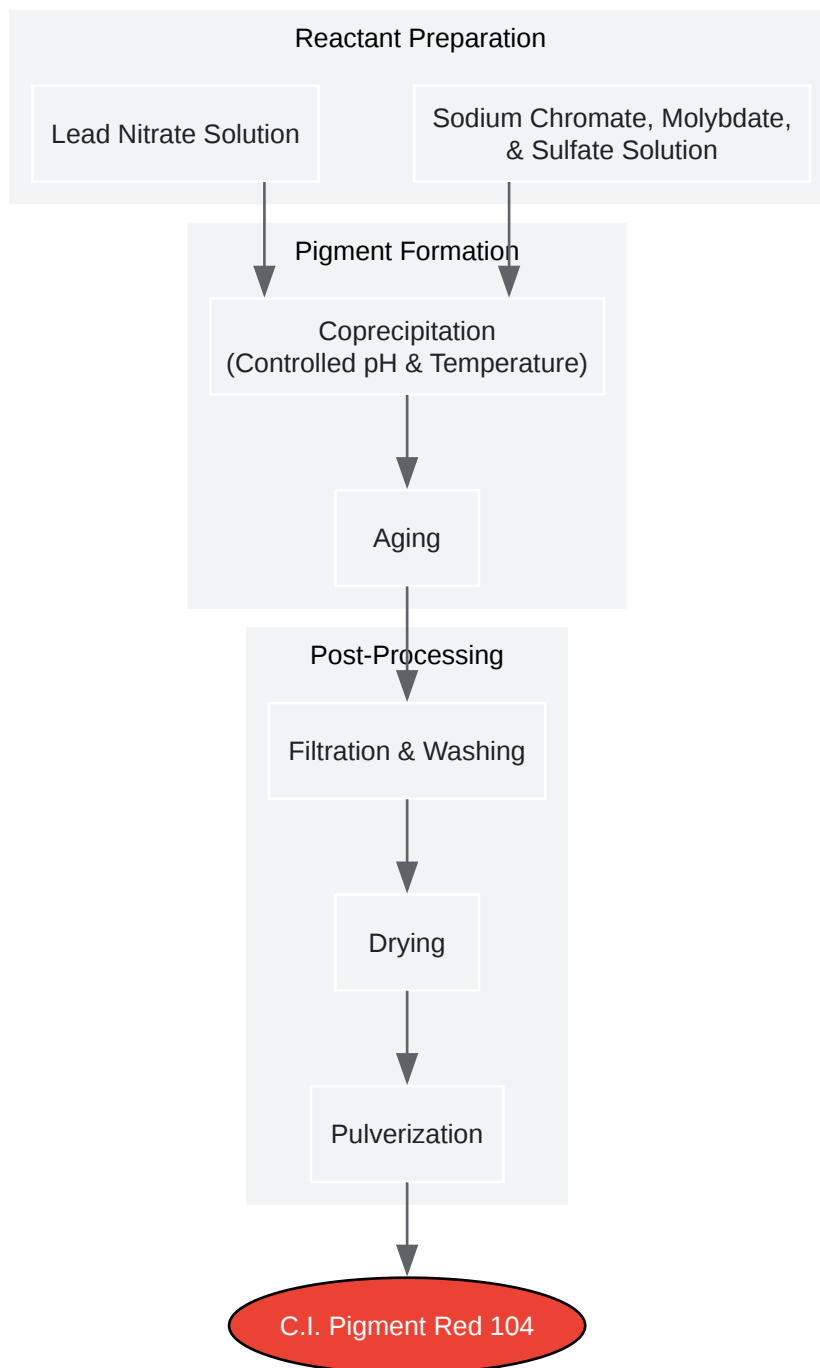 Reactant Preparation
Lead Nitrate Solution
Sodium Chromate, Molybdate,
& Sulfate Solution
Pigment Formation
Coprecipitation
(Controlled pH & Temperature)
Aging
Post-Processing
Filtration & Washing
Drying
Pulverization
C.I. Pigment Red 104